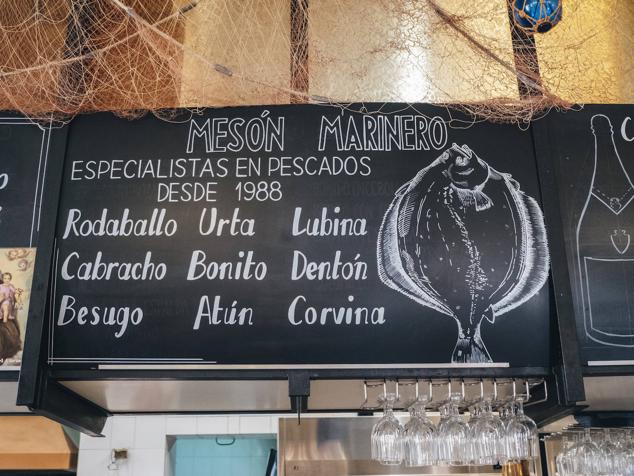 MESÓN MARINERO
ESPECIALISTAS EN PESCADOS
DESDE 1988
Rodaballo Urta Lubina
Cabracho Bonito Dentón
Besugo Atún Corvina